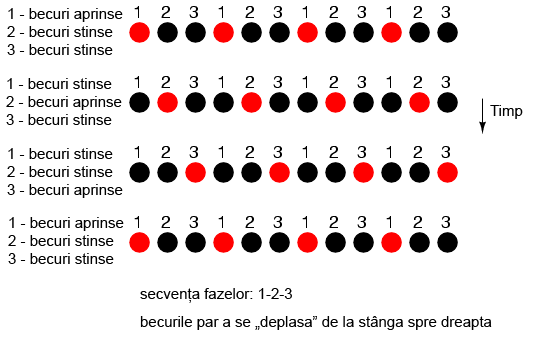 1 - becuri aprinse 1 2 3 1 2 3 1 2 3 1 2 3
2 - becuri stinse
3 - becuri stinse
1 - becuri stinse 1 2 3 1 2 3 1 2 3 1 2 3
2 - becuri aprinse
3 - becuri stinse
Timp
1 - becuri stinse 1 2 3 1 2 3 1 2 3 1 2 3
2 - becuri stinse
3 - becuri aprinse
1 - becuri aprinse 1 2 3 1 2 3 1 2 3 1 2 3
2 - becuri stinse
3 - becuri stinse
secvența fazelor: 1-2-3
becurile par a se „deplasa” de la stânga spre dreapta